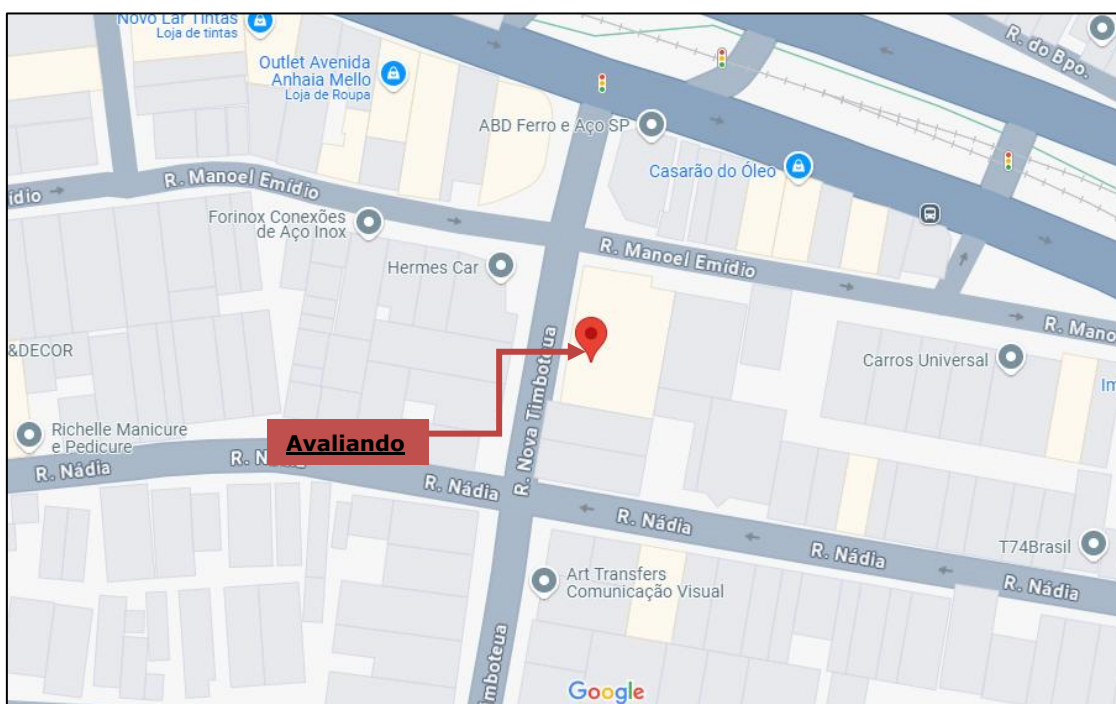 Novo Lar Tintas
Loja de tintas
Outlet Avenida
Anhaia Mello
Loja de Roupa
R. do Bpo.
ABD Ferro e Aço SP
Casarão do Óleo
ídio
R. Manoel Emídio
Forinox Conexões
de Aço Inox
Hermes Car
R. Manoel Emídio
R. Mano
&DECOR
R. Nova Timboteua
Carros Universal
Im
Richelle Manicure
e Pedicure
Avaliando
R. Nádia
R. Nádia
R. Nádia
R. Nádia
R. Nádia
T74Brasil
R. Nádia
Art Transfers
Comunicação Visual
imboteua
Google